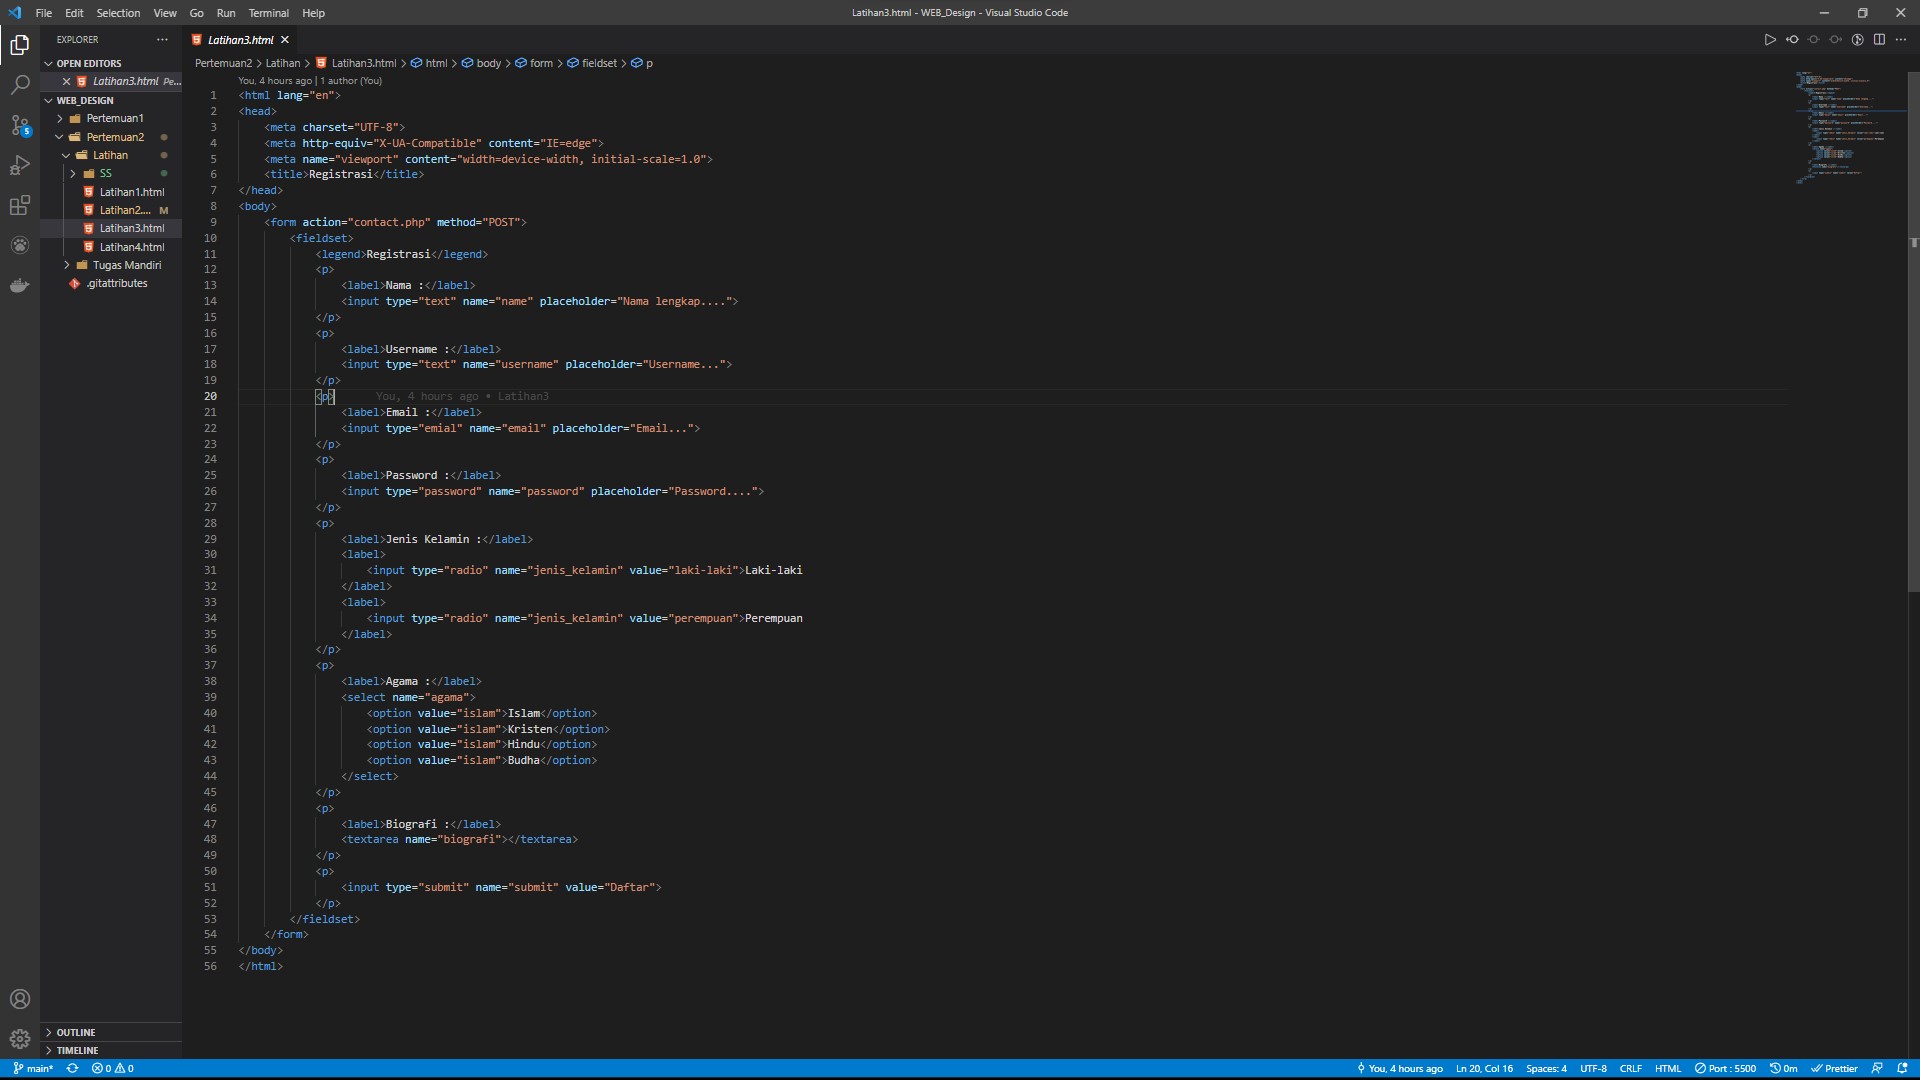 File Edit Selection View Go Run Terminal Help
Latihan3.html - WEB_Design - Visual Studio Code
EXPLORER
OPEN EDITORS
Latihan3.html Pe...
WEB_DESIGN
Pertemuan1
Pertemuan2
Latihan
SS
Latihan1.html
Latihan2.... M
Latihan3.html
Latihan4.html
Tugas Mandiri
.gitattributes
OUTLINE
TIMELINE
5
Latihan3.html
Pertemuan2 > Latihan > Latihan3.html > html > body > form > fieldset > p
You, 4 hours ago | 1 author (You)
1 <html lang="en">
2 <head>
3 <meta charset="UTF-8">
4 <meta http-equiv="X-UA-Compatible" content="IE=edge">
5 <meta name="viewport" content="width=device-width, initial-scale=1.0">
6 <title>Registrasi</title>
7 </head>
8 <body>
9 <form action="contact.php" method="POST">
10 <fieldset>
11 <legend>Registrasi</legend>
12 <p>
13 <label>Nama :</label>
14 <input type="text" name="name" placeholder="Nama lengkap....">
15 </p>
16 <p>
17 <label>Username :</label>
18 <input type="text" name="username" placeholder="Username...">
19 </p>
20 <p> You, 4 hours ago • Latihan3
21 <label>Email :</label>
22 <input type="emial" name="email" placeholder="Email...">
23 </p>
24 <p>
25 <label>Password :</label>
26 <input type="password" name="password" placeholder="Password....">
27 </p>
28 <p>
29 <label>Jenis Kelamin :</label>
30 <label>
31 <input type="radio" name="jenis_kelamin" value="laki-laki">Laki-laki
32 </label>
33 <label>
34 <input type="radio" name="jenis_kelamin" value="perempuan">Perempuan
35 </label>
36 </p>
37 <p>
38 <label>Agama :</label>
39 <select name="agama">
40 <option value="islam">Islam</option>
41 <option value="islam">Kristen</option>
42 <option value="islam">Hindu</option>
43 <option value="islam">Budha</option>
44 </select>
45 </p>
46 <p>
47 <label>Biografi :</label>
48 <textarea name="biografi"></textarea>
49 </p>
50 <p>
51 <input type="submit" name="submit" value="Daftar">
52 </p>
53 </fieldset>
54 </form>
55 </body>
56 </html>
main* 0 0 You, 4 hours ago Ln 20, Col 16 Spaces: 4 UTF-8 CRLF HTML Port : 5500 0m Prettier